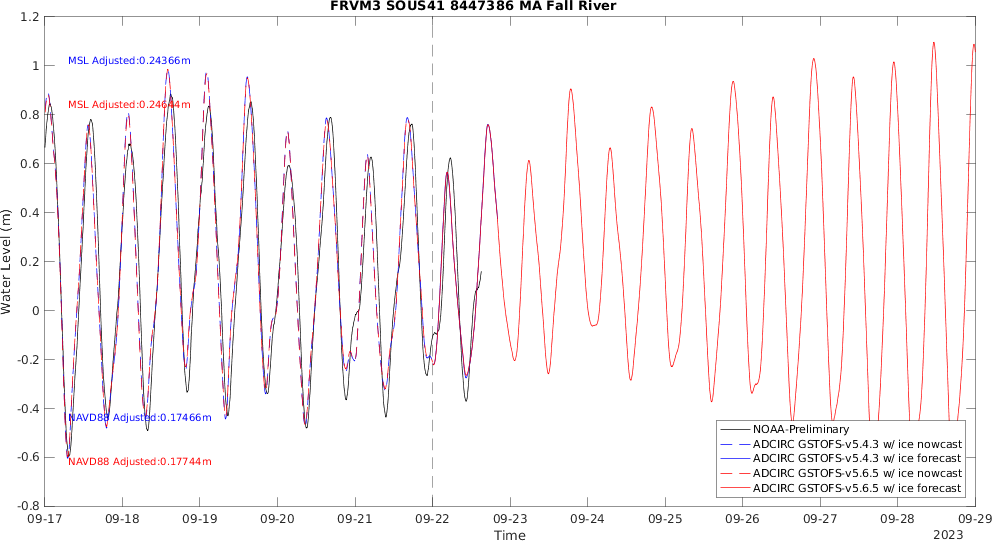 FRVM3 SOUS41 8447386 MA Fall River
1.2
1
0.8
0.6
0.4
0.2
0
-0.2
-0.4
-0.6
-0.8
Water Level (m)
MSL Adjusted:0.24366m
MSL Adjusted:0.24644m
NAVD88 Adjusted:0.17466m
NAVD88 Adjusted:0.17744m
NOAA-Preliminary
ADCIRC GSTOFS-v5.4.3 w/ ice nowcast
ADCIRC GSTOFS-v5.4.3 w/ ice forecast
ADCIRC GSTOFS-v5.6.5 w/ ice nowcast
ADCIRC GSTOFS-v5.6.5 w/ ice forecast
09-17 09-18 09-19 09-20 09-21 09-22 09-23 09-24 09-25 09-26 09-27 09-28 09-29
Time
2023